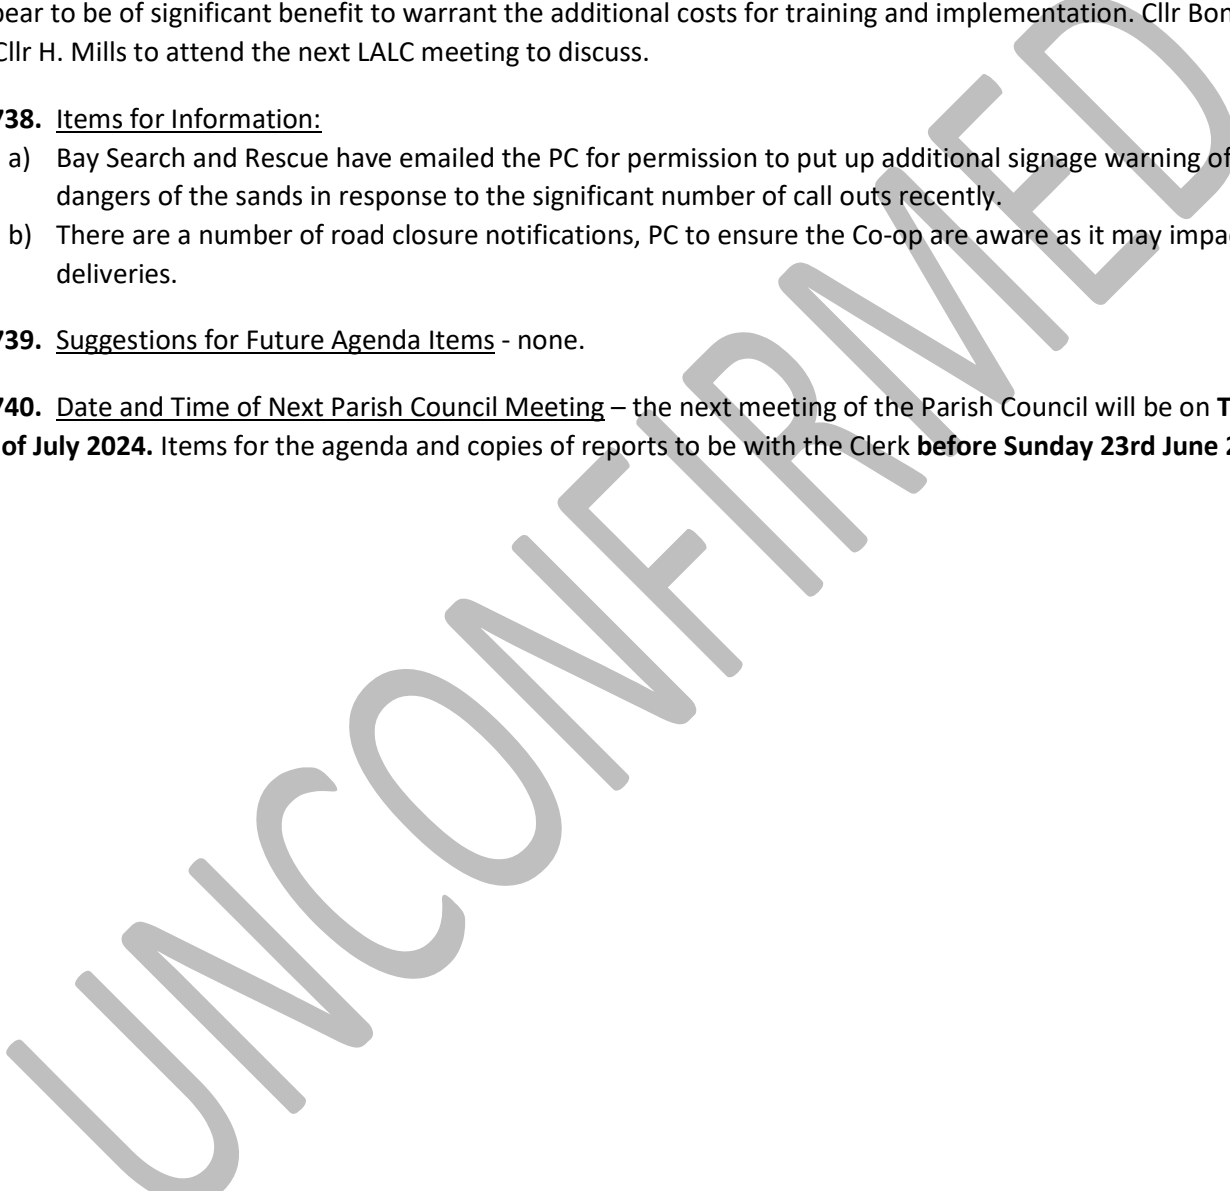 pear to be of significant benefit to warrant the additional costs for training and implementation. Cllr Bon
Cllr H. Mills to attend the next LALC meeting to discuss.
738. Items for Information:
a) Bay Search and Rescue have emailed the PC for permission to put up additional signage warning of
dangers of the sands in response to the significant number of call outs recently.
b) There are a number of road closure notifications, PC to ensure the Co-op are aware as it may impa
deliveries.
739. Suggestions for Future Agenda Items - none.
740. Date and Time of Next Parish Council Meeting – the next meeting of the Parish Council will be on T
of July 2024. Items for the agenda and copies of reports to be with the Clerk before Sunday 23rd June 2
UNCONFIRMED